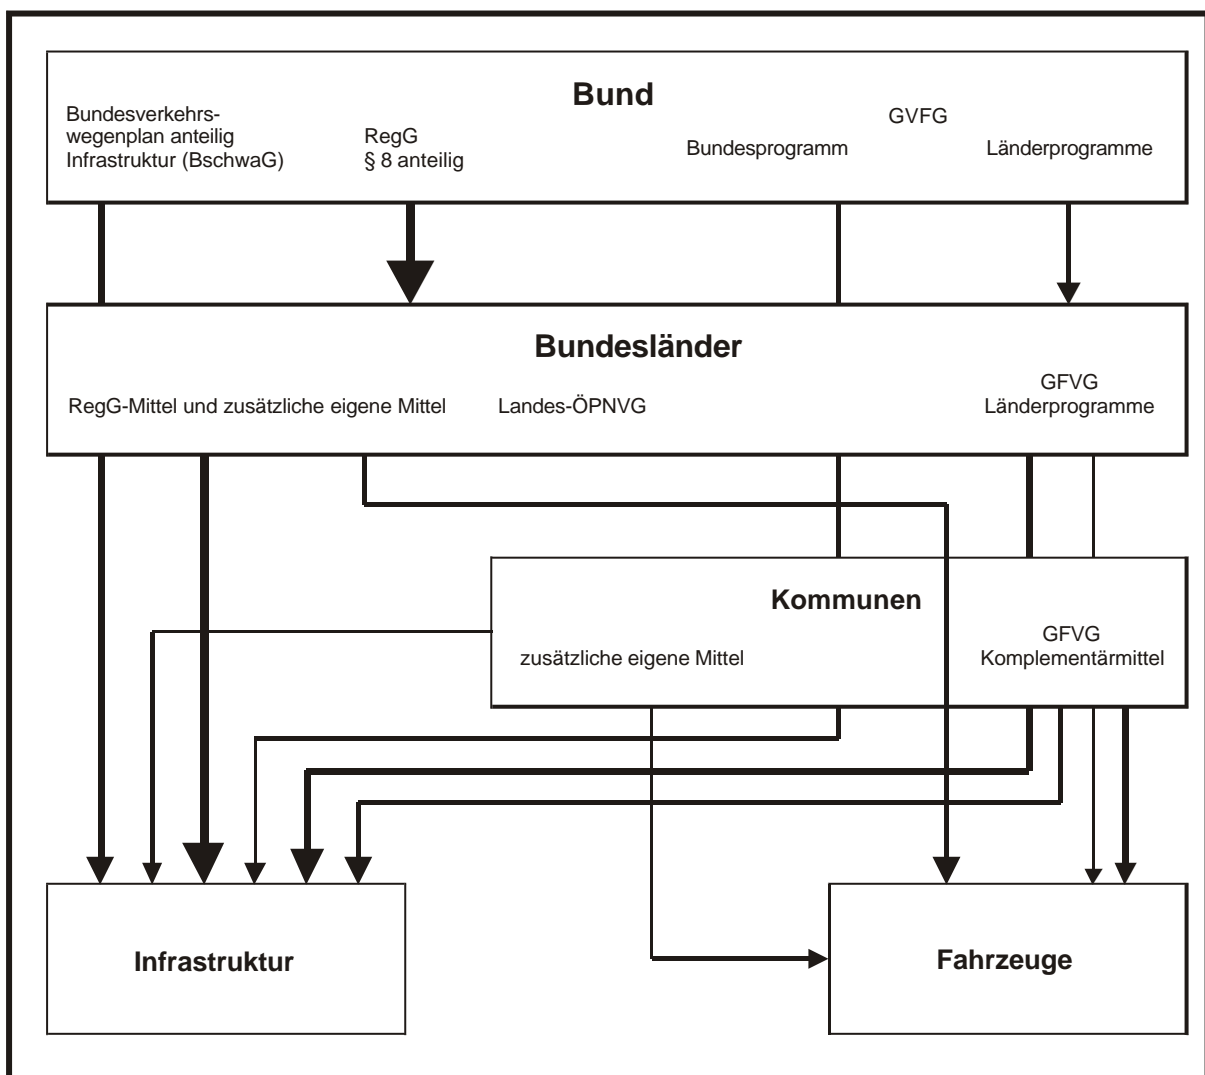 Bund
Bundesverkehrs-
wegenplan anteilig
Infrastruktur (BschwaG)
RegG
§ 8 anteilig
GVFG
Bundesprogramm
Länderprogramme
Bundesländer
RegG-Mittel und zusätzliche eigene Mittel
Landes-ÖPNVG
GFVG
Länderprogramme
Kommunen
zusätzliche eigene Mittel
GFVG
Komplementärmittel
Infrastruktur
Fahrzeuge